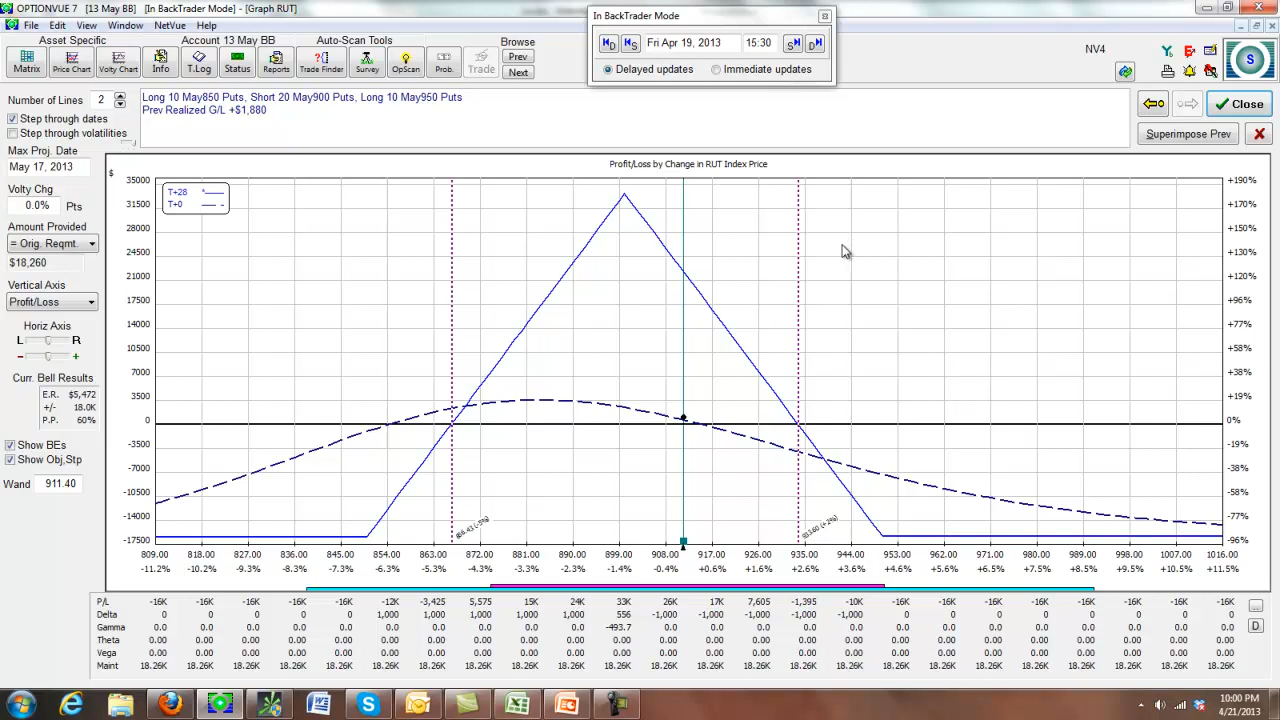 OPTIONVUE 7   [13 May BB]   [In BackTrader Mode] - [Graph RUT]
File Edit View Window NetVue Help
In BackTrader Mode
Fri Apr 19, 2013 15:30
Delayed updates Immediate updates
Asset Specific Account 13 May BB Auto-Scan Tools Browse
Matrix Price Chart Volty Chart Info T.Log Status Reports Trade Finder Survey OpScan Prob. Trade Prev Next
NV4
Number of Lines 2
Step through dates
Step through volatilities
Max Proj. Date
May 17, 2013
Volty Chg
0.0% Pts
Amount Provided
= Orig. Reqmt.
$18,260
Vertical Axis
Profit/Loss
Horiz Axis
L R
- +
Curr. Bell Results
E.R. $5,472
+/- 18.0K
P.P. 60%
Show BEs
Show Obj,Stp
Wand 911.40
Long 10 May850 Puts, Short 20 May900 Puts, Long 10 May950 Puts
Prev Realized G/L +$1,880
Close
Superimpose Prev
Profit/Loss by Change in RUT Index Price
$
T+28
T+0
35000 +190%
31500 +170%
28000 +150%
24500 +130%
21000 +120%
17500 +96%
14000 +77%
10500 +58%
7000 +38%
3500 +19%
0 0%
-3500 -19%
-7000 -38%
-10500 -58%
-14000 -77%
-17500 -96%
809.00 818.00 827.00 836.00 845.00 854.00 863.00 872.00 881.00 890.00 899.00 908.00 917.00 926.00 935.00 944.00 953.00 962.00 971.00 980.00 989.00 998.00 1007.00 1016.00
-11.2% -10.2% -9.2% -8.3% -7.3% -6.3% -5.3% -4.3% -3.3% -2.4% -1.4% -0.4% +0.6% +1.6% +2.6% +3.6% +4.6% +5.6% +6.5% +7.5% +8.5% +9.5% +10.5% +11.5%
P/L -16K -16K -16K -16K -16K -12K -3,425 5,575 15K 24K 33K 26K 17K 7,605 -1,395 -10K -16K -16K -16K -16K -16K -16K -16K -16K
Delta 0 0 0 0 0 1,000 1,000 1,000 1,000 1,000 556 -1,000 -1,000 -1,000 -1,000 -1,000 0 0 0 0 0 0 0 0
Gamma 0.0 0.0 0.0 0.0 0.0 0.0 0.0 0.0 0.0 0.0 -493.7 0.0 0.0 0.0 0.0 0.0 0.0 0.0 0.0 0.0 0.0 0.0 0.0 0.0
Theta 0.00 0.00 0.00 0.00 0.00 0.00 0.00 0.00 0.00 0.00 0.00 0.00 0.00 0.00 0.00 0.00 0.00 0.00 0.00 0.00 0.00 0.00 0.00 0.00
Vega 0.00 0.00 0.00 0.00 0.00 0.00 0.00 0.00 0.00 0.00 0.00 0.00 0.00 0.00 0.00 0.00 0.00 0.00 0.00 0.00 0.00 0.00 0.00 0.00
Maint 18.26K 18.26K 18.26K 18.26K 18.26K 18.26K 18.26K 18.26K 18.26K 18.26K 18.26K 18.26K 18.26K 18.26K 18.26K 18.26K 18.26K 18.26K 18.26K 18.26K 18.26K 18.26K 18.26K 18.26K
10:00 PM
4/21/2013